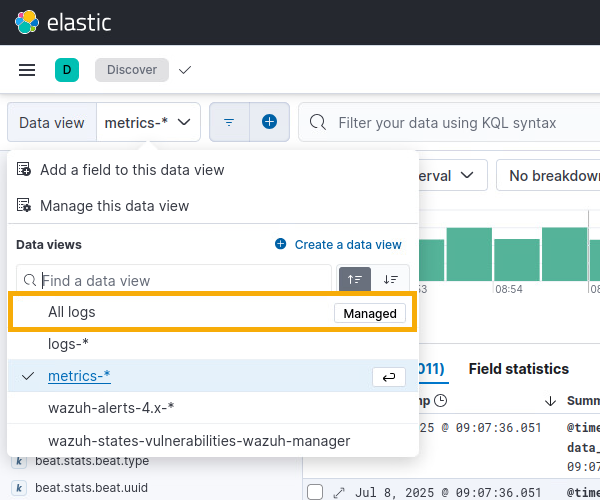 elastic
D Discover
Data view metrics-* Filter your data using KQL syntax
Add a field to this data view
Manage this data view
Data views Create a data view
Find a data view
All logs Managed
logs-*
metrics-*
wazuh-alerts-4.x-*
wazuh-states-vulnerabilities-wazuh-manager
k beat.stats.beat.type
k beat.stats.beat.uuid
erval No breakdown
53 08:54 08
011) Field statistics
mp Summ
025 @ 09:07:36.051 @time
data_
09:07
Jul 8, 2025 @ 09:07:36.051 @time